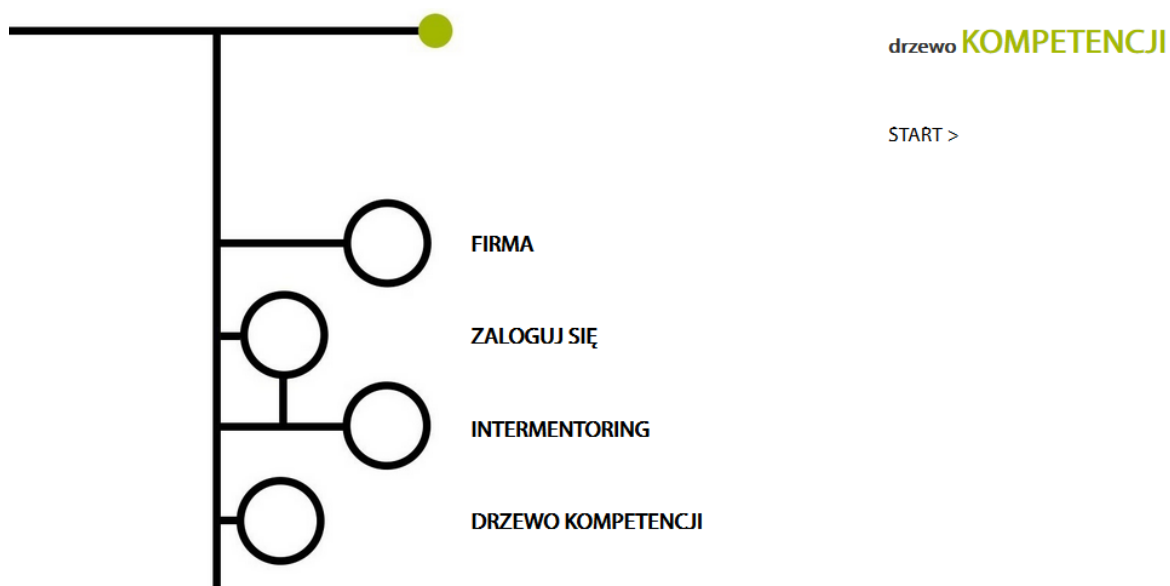 drzewo KOMPETENCJI
START >
FIRMA
ZALOGUJ SIĘ
INTERMENTORING
DRZEWO KOMPETENCJI